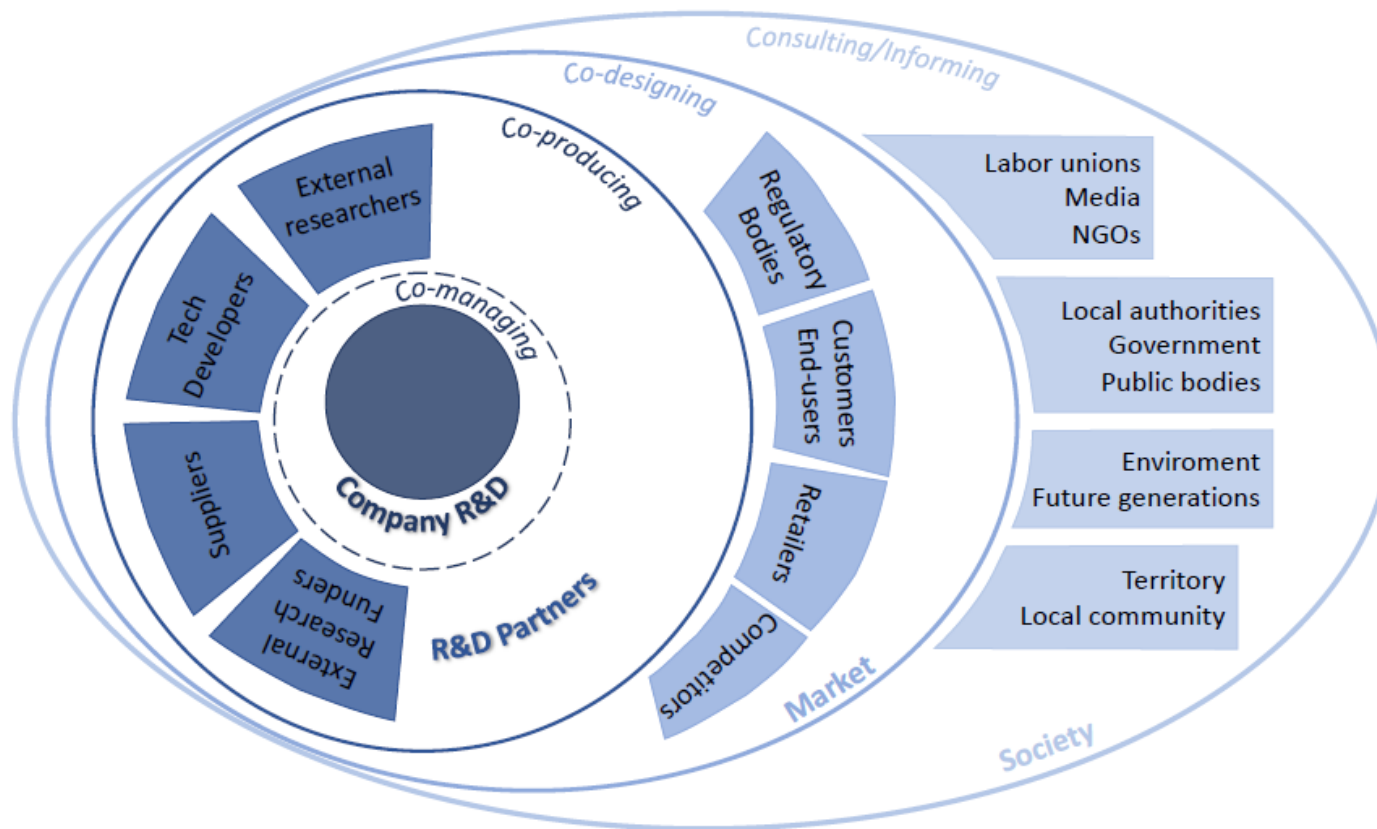 Consulting/Informing
Co-designing
Co-producing
Co-managing
External
researchers
Tech
Developers
Suppliers
External
Research
Funders
Company R&D
R&D Partners
Regulatory
Bodies
Customers
End-users
Retailers
Competitors
Market
Labor unions
Media
NGOs
Local authorities
Government
Public bodies
Enviroment
Future generations
Territory
Local community
Society